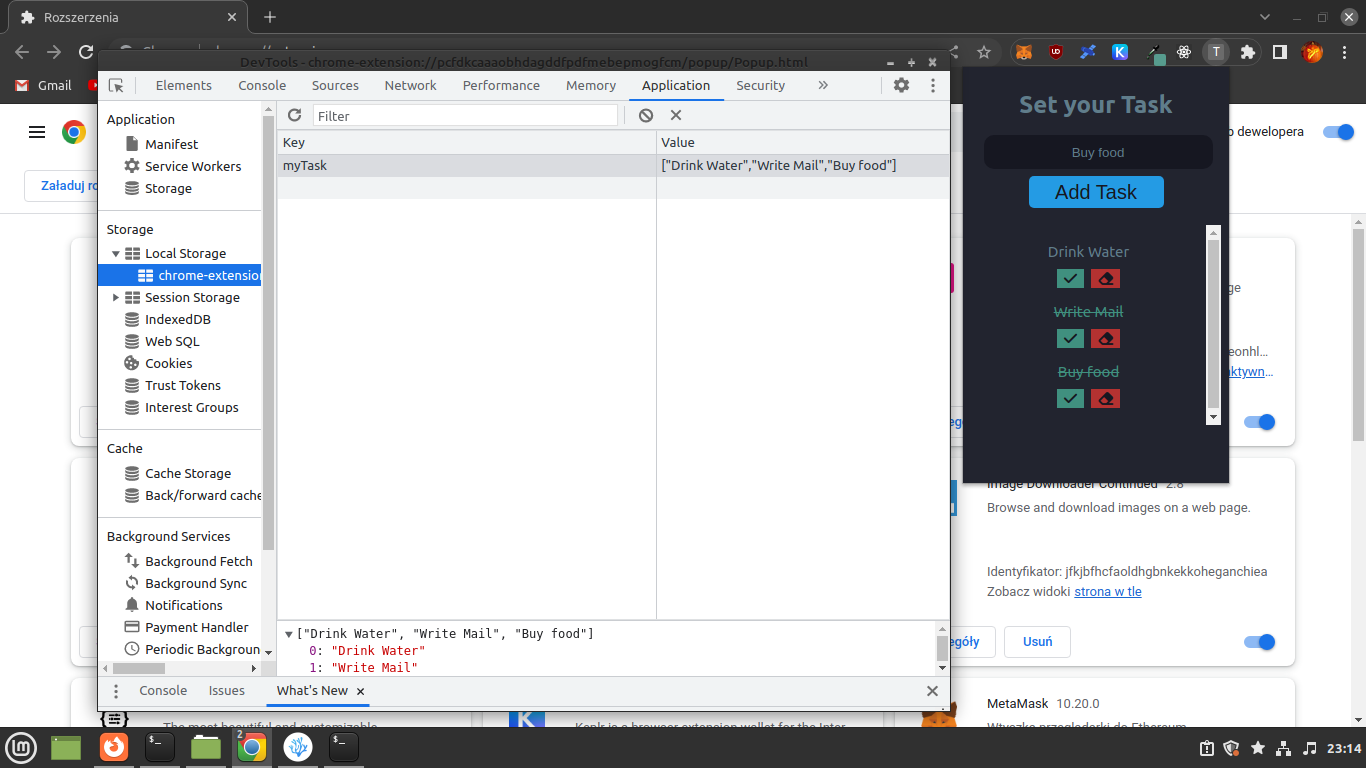 Rozszerzenia
DevTools - chrome-extension://
/popup/Popup.html
Gmail
Elements
Console
Sources
Network
Performance
Memory
Application
Security
Filter
Key
Value
myTask
["Drink Water","Write Mail","Buy food"]
Application
Manifest
Service Workers
Storage
Storage
Local Storage
chrome-extension
Session Storage
IndexedDB
Web SQL
Cookies
Trust Tokens
Interest Groups
Cache
Cache Storage
Back/forward cache
Background Services
Background Fetch
Background Sync
Notifications
Payment Handler
Periodic Backgroun
["Drink Water", "Write Mail", "Buy food"]
0: "Drink Water"
1: "Write Mail"
Console
Issues
What's New
Załaduj ro
Set your Task
Buy food
Add Task
Drink Water
Write Mail
Buy food
T
UD
K
o dewelopera
ge
eonhl…
aktywn…
Image Downloader Continued 2.8
Browse and download images on a web page.
Identyfikator: jfkjbfhcfaoldhgbnkekkoheganchiea
Zobacz widoki strona w tle
egóły
Usuń
MetaMask 10.20.0
Wtyczka przeglądarki do Ethereum
The most beautiful and customizable
Keplr is a browser extension wallet for the Inter
2
23:14